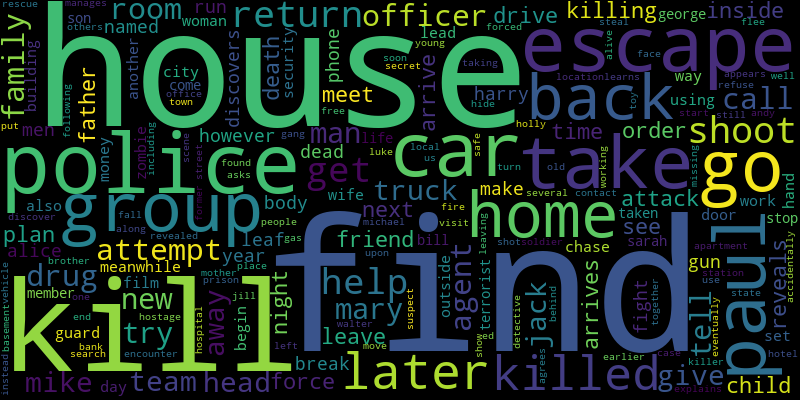 house
find
kill
police
group
escape
take
car
home
go
paul
back
return
room
officer
drive
killing
inside
shoot
call
killed
later
help
mary
agent
jack
truck
get
man
family
father
named
death
discovers
security
phone
meet
arrive
lead
harry
using
way
order
time
attack
dead
however
men
money
zombie
city
come
another
woman
run
son
building
rescue
manages
others
put
town
office
following
including
scene
gang
free
life
luke
local
us
young
secret
soon
taking
hide
holly
safe
turn
old
working
missing
forced
george
steal
alive
face
flee
location
learns
appears
well
refuse
toy
start
still
andy
hand
stop
work
door
taken
see
sarah
make
several
contact
next
wife
body
found
asks
former
street
also
plan
alice
discover
fall
along
revealed
leaf
gas
people
year
attempt
meanwhile
film
drug
member
new
try
away
night
begin
friend
bill
michael
fire
visit
leaving
outside
terrorist
shot
soldier
chase
gun
tell
reveals
set
accidentally
apartment
station
use
state
eventually
hotel
killer
case
explains
give
child
fight
together
arrives
behind
detective
agrees
earlier
shoe
ed
leave
upon
walter
suspect
move
left
break
force
head
team
day
mike
guard
bank
search
encounter
hostage
hospital
prison
mother
place
jill
brother
vehicle
basement
instead
one
end